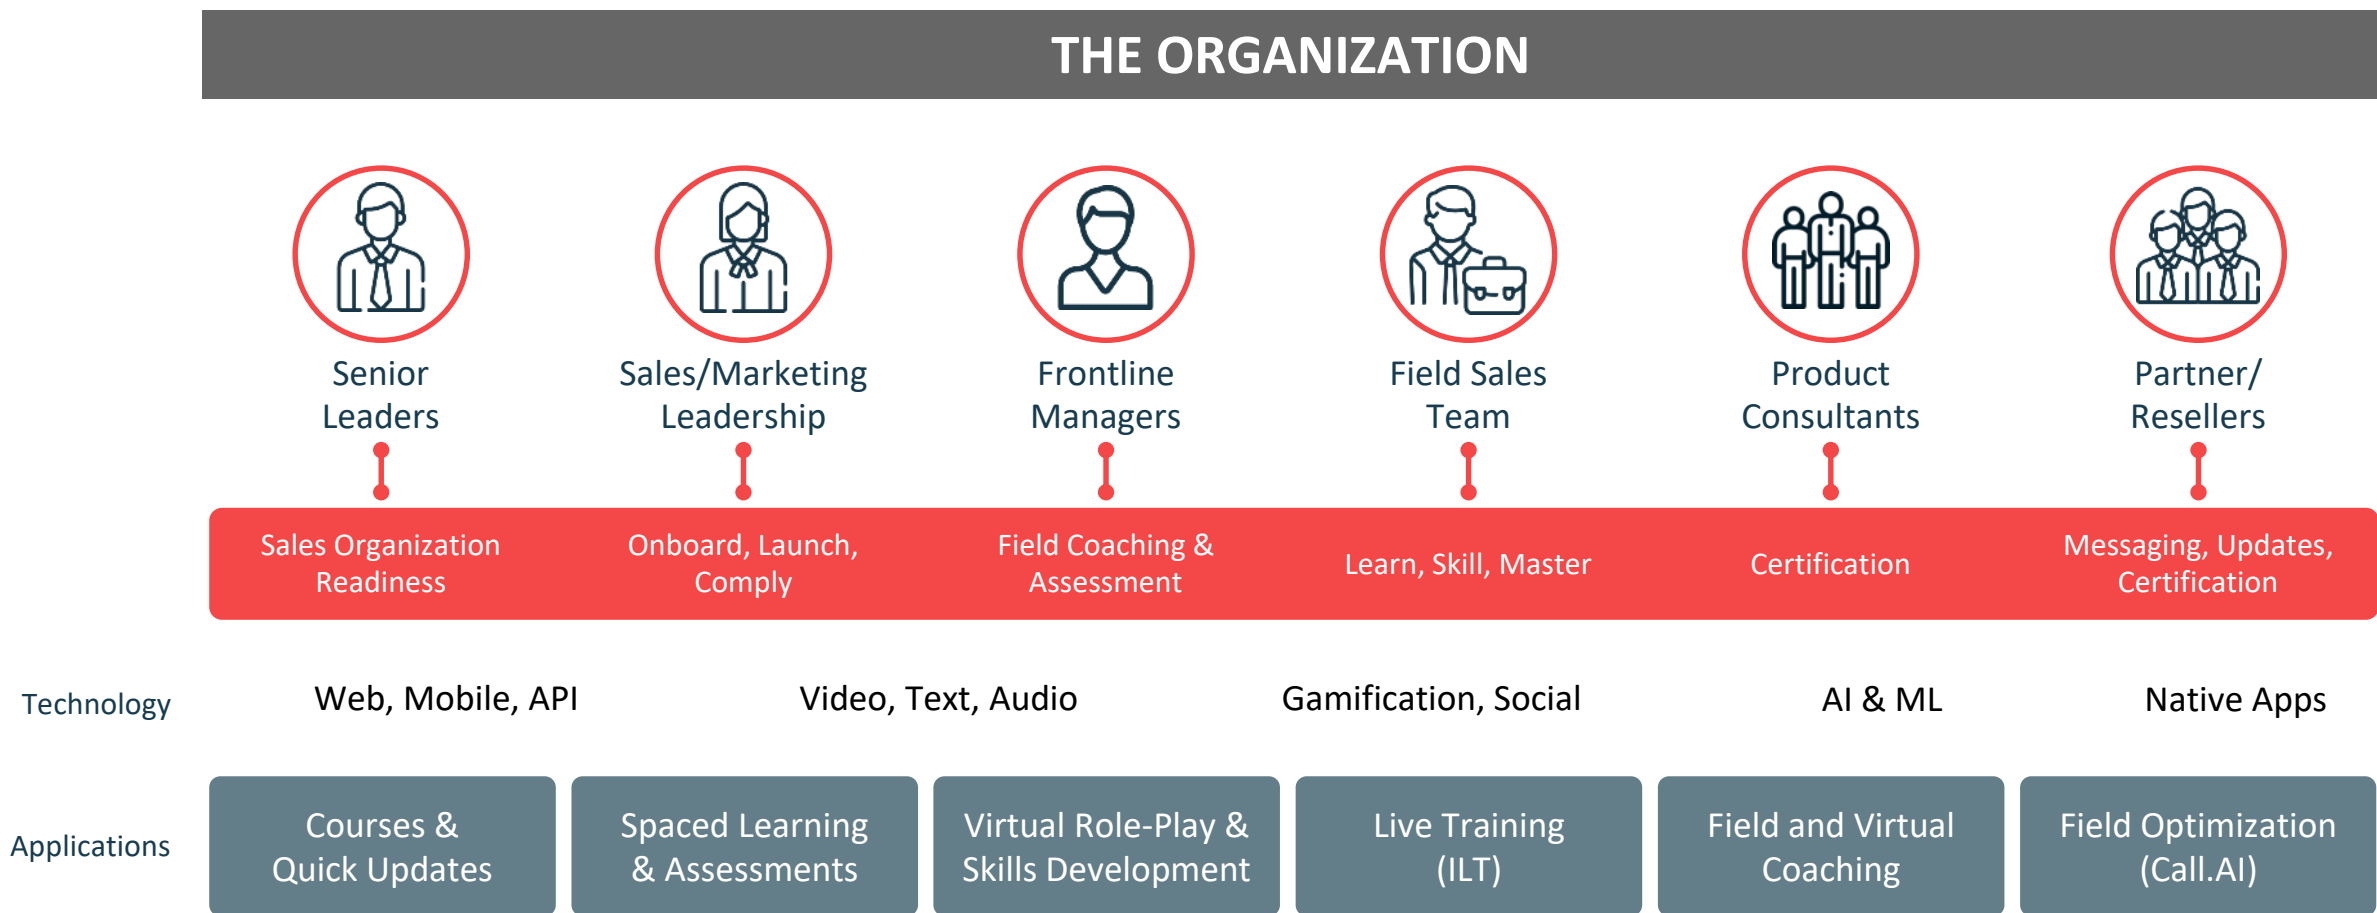 THE ORGANIZATION
Senior
Leaders
Sales/Marketing
Leadership
Frontline
Managers
Field Sales
Team
Product
Consultants
Partner/
Resellers
Sales Organization
Readiness
Onboard, Launch,
Comply
Field Coaching &
Assessment
Learn, Skill, Master
Certification
Messaging, Updates,
Certification
Technology
Web, Mobile, API
Video, Text, Audio
Gamification, Social
AI & ML
Native Apps
Applications
Courses &
Quick Updates
Spaced Learning
& Assessments
Virtual Role-Play &
Skills Development
Live Training
(ILT)
Field and Virtual
Coaching
Field Optimization
(Call.AI)